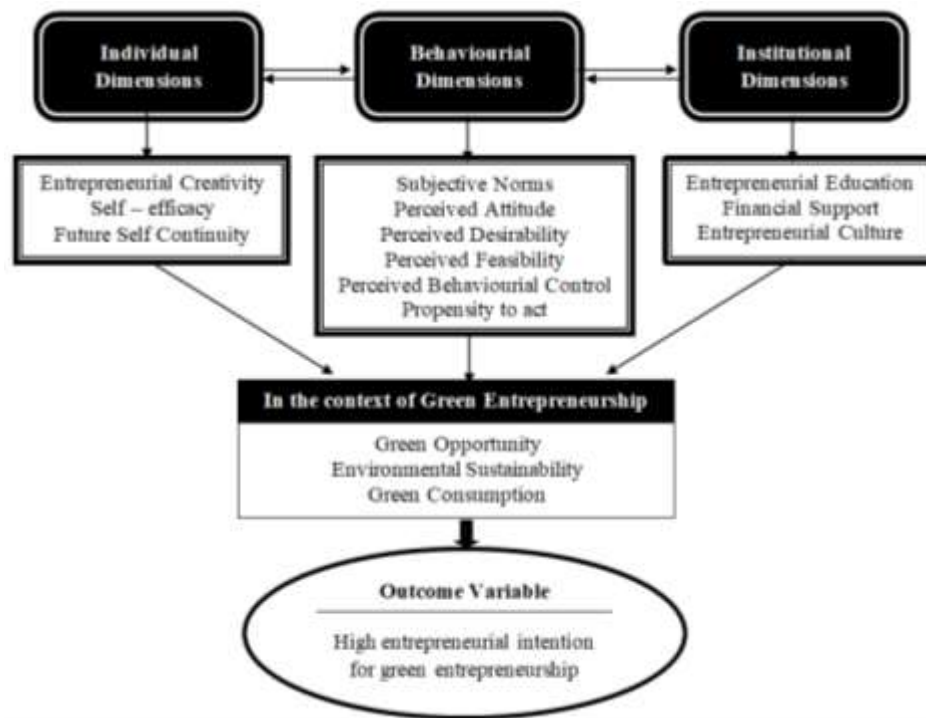 Individual
Dimensions
Behaviourial
Dimensions
Institutional
Dimensions
Entrepreneurial Creativity
Self – efficacy
Future Self Continuity
Subjective Norms
Perceived Attitude
Perceived Desirability
Perceived Feasibility
Perceived Behaviourial Control
Propensity to act
Entrepreneurial Education
Financial Support
Entrepreneurial Culture
In the context of Green Entrepreneurship
Green Opportunity
Environmental Sustainability
Green Consumption
Outcome Variable
High entrepreneurial intention
for green entrepreneurship